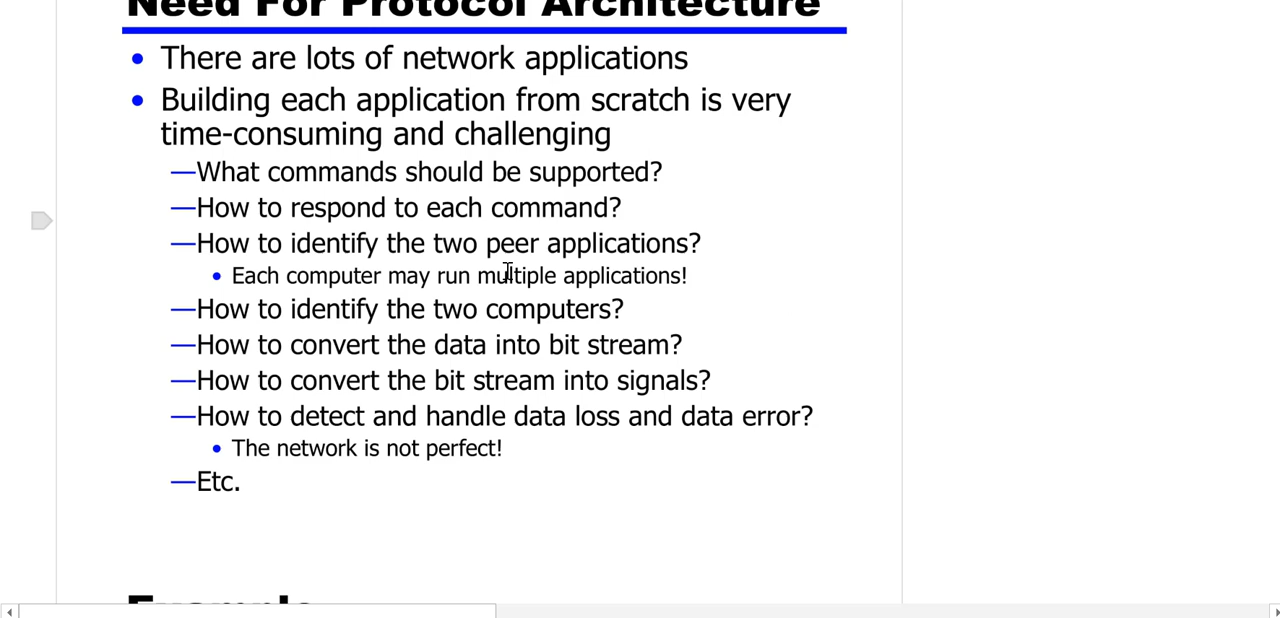 Need For Protocol Architecture
• There are lots of network applications
• Building each application from scratch is very
time-consuming and challenging
—What commands should be supported?
—How to respond to each command?
—How to identify the two peer applications?
• Each computer may run multiple applications!
—How to identify the two computers?
—How to convert the data into bit stream?
—How to convert the bit stream into signals?
—How to detect and handle data loss and data error?
• The network is not perfect!
—Etc.
Example